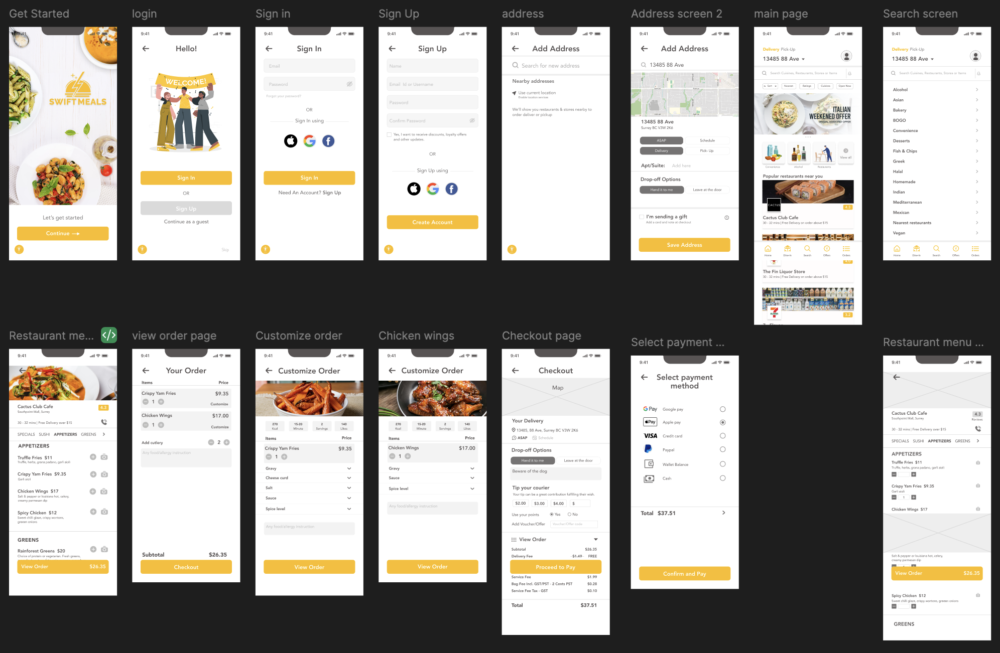 Get Started
9:41
SWIFT MEALS
Let's get started
Continue
login
9:41
Hello!
WELCOME!
Sign In
OR
Sign Up
Continue as a guest
Skip
Sign in
9:41
Sign In
Email
Password
Forgot your password?
OR
Sign In using
Sign In
Need An Account? Sign Up
Sign Up
9:41
Sign Up
Name
Email Id or Username
Password
Confirm Password
Yes, I want to receive discounts, loyalty offers
and other updates.
OR
Sign Up using
Create Account
address
9:41
Add Address
Search for new address
Nearby addresses
Use current location
Enable location services
We'll show you restaurants & stores nearby to
order deliver or pickup
Address screen 2
9:41
Add Address
13485 88 Ave
13485 88 Ave
Surrey BC V3W 2K6
ASAP Schedule
Delivery Pick- Up
Apt/Suite: Add here
Drop-off Options
Hand it to me Leave at the door
I'm sending a gift
Add a card and note at checkout
Save Address
main page
9:41
Delivery Pick-Up
13485 88 Ave
Search Cuisines, Restaurants, Stores or Items
Sort Newest Ratings Cuisines Open Now
ITALIAN
WEEKENED OFFER
SPECIAL WEEKEND OFFER
View all
Convenience Alcohol Restaurants
Popular restaurants near you
CACTUS
4.3
Cactus Club Cafe
30 - 32 mins | Free Delivery on order above $15
Home Dine-In Search Offers Orders
4.0
The Fin Liquor Store
30 - 32 mins | Free Delivery on order above $15
7 ELEVEN
3.2
7 - Eleven
Search screen
9:41
Delivery Pick-Up
13485 88 Ave
Search Cuisines, Restaurants, Stores or Items
Alcohol
Asian
Bakery
BOGO
Convenience
Desserts
Fish & Chips
Greek
Halal
Homemade
Indian
Mediterranean
Mexican
Nearest restaurants
Vegan
Home Dine-In Search Offers Orders
Restaurant me...
9:41
Cactus Club Cafe 4.3
Southpoint Mall, Surrey
30 - 32 mins | Free Delivery over $15
SPECIALS SUSHI APPETIZERS GREENS
APPETIZERS
Truffle Fries $11
Truffle, herbs, grana padano, garli aioli
Crispy Yam Fries $9.35
Garli aioli
Chicken Wings $17
Salt & pepper or louisiana hot, celery,
creamy parmesan dip
Spicy Chicken $12
Sweet chilli glaze, crispy wontons,
greeen onions
GREENS
Rainforest Greens $20
Choice of protein or vegetarian. Fresh greens,
View Order $26.35
view order page
9:41
Your Order
Items Price
Crispy Yam Fries $9.35
1
Customize
Chicken Wings $17.00
1
Customize
Add cutlery 2
Any food/allergy instruction
Subtotal $26.35
Checkout
Customize order
9:41
Customize Order
270 15-20 2 140
Kcal Minute Servings Likes
Items Price
Crispy Yam Fries $9.35
1
Gravy
Cheese curd
Salt
Sauce
Spice level
Any food/allergy instruction
View Order
Chicken wings
9:41
Customize Order
270 15-20 2 140
Kcal Minute Servings Likes
Items Price
Chicken Wings $17.00
1
Gravy
Sauce
Spice level
Any food/allergy instruction
View Order
Checkout page
9:41
Checkout
Map
Your Delivery
13485, 88 Ave, Surrey BC V3W 2K6
ASAP Schedule
Drop-off Options
Hand it to me Leave at the door
Beware of the dog
Tip your courier
Your tip can be a great contribution fulfilling their wish.
$2.00 $3.00 $4.00 $
Use your points Yes No
Add Voucher/Offer Voucher/Offer code
View Order
Subtotal $26.35
Delivery Fee $1.49 FREE
Proceed to Pay
Service Fee $1.99
Bag Fee Incl. GST/PST - 2 Cents PST $0.28
Service Fee Tax - GST $0.10
Total $37.51
Select payment ...
9:41
Select payment
method
G Pay Google pay
Pay Apple pay
VISA Credit card
Paypal
Wallet Balance
Cash
Total $37.51
Confirm and Pay
Restaurant menu ...
9:41
Cactus Club Cafe 4.3
Southpoint Mall, Surrey Reviews
30 - 32 mins | Free Delivery over $15
SPECIALS SUSHI APPETIZERS GREENS
APPETIZERS
Truffle Fries $11
Truffle, herbs, grana padano, garli aioli
Crispy Yam Fries $9.35
Garli aioli
1
Chicken Wings $17
Salt & pepper or louisiana hot, celery,
creamy parmesan dip
View Order $26.35
Spicy Chicken $12
Sweet chilli glaze, crispy wontons, greeen onions
GREENS